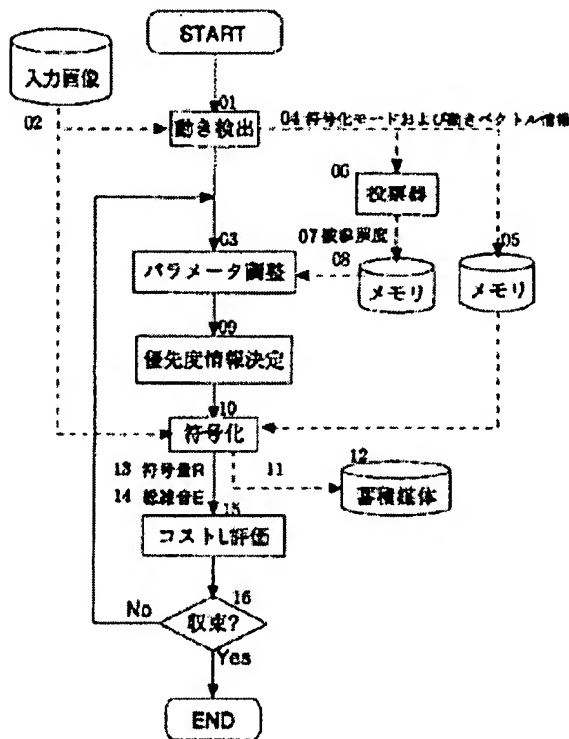 START
入力画像
02
01
動き検出
04 符号化モードおよび動きベクトル情報
06
投票器
07 被参照度
03
パラメータ調整
08
メモリ
05
メモリ
09
優先度情報決定
10
符号化
13 符号量R
14 総雑音E
11
12
蓄積媒体
15
コストL評価
16
収束?
No
Yes
END